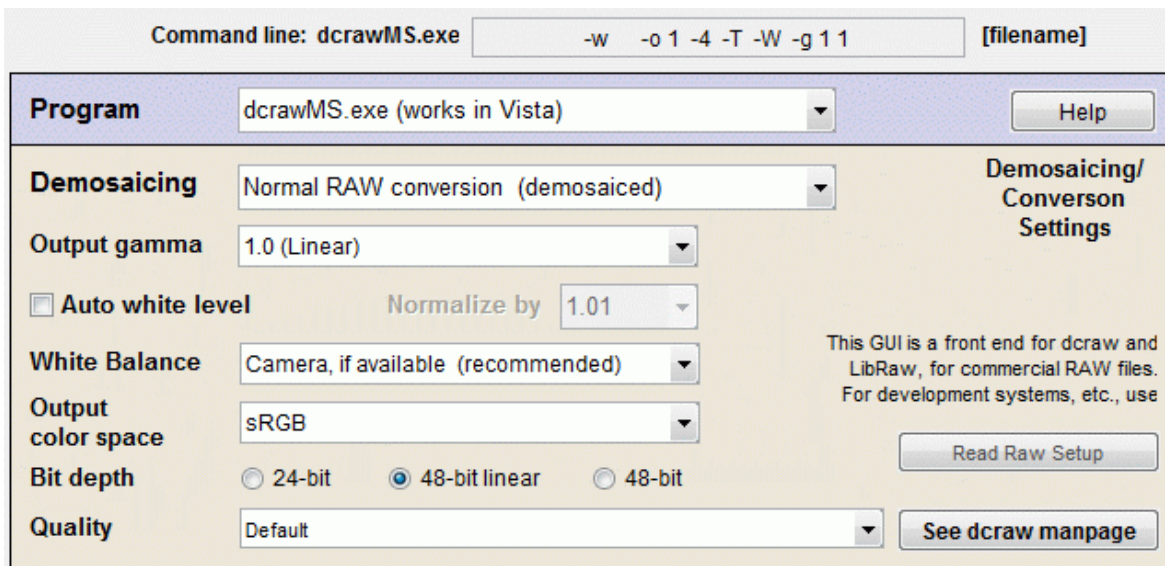 Command line: dcrawMS.exe -w -o 1 -4 -T -W -g 1 1 [filename]
Program dcrawMS.exe (works in Vista) Help
Demosaicing Normal RAW conversion (demosaiced)
Demosaicing/
Converson
Settings
Output gamma 1.0 (Linear)
Auto white level Normalize by 1.01
White Balance Camera, if available (recommended)
This GUI is a front end for dcraw and
LibRaw, for commercial RAW files.
For development systems, etc., use
Output
color space sRGB
Read Raw Setup
Bit depth 24-bit 48-bit linear 48-bit
Quality Default See dcraw manpage